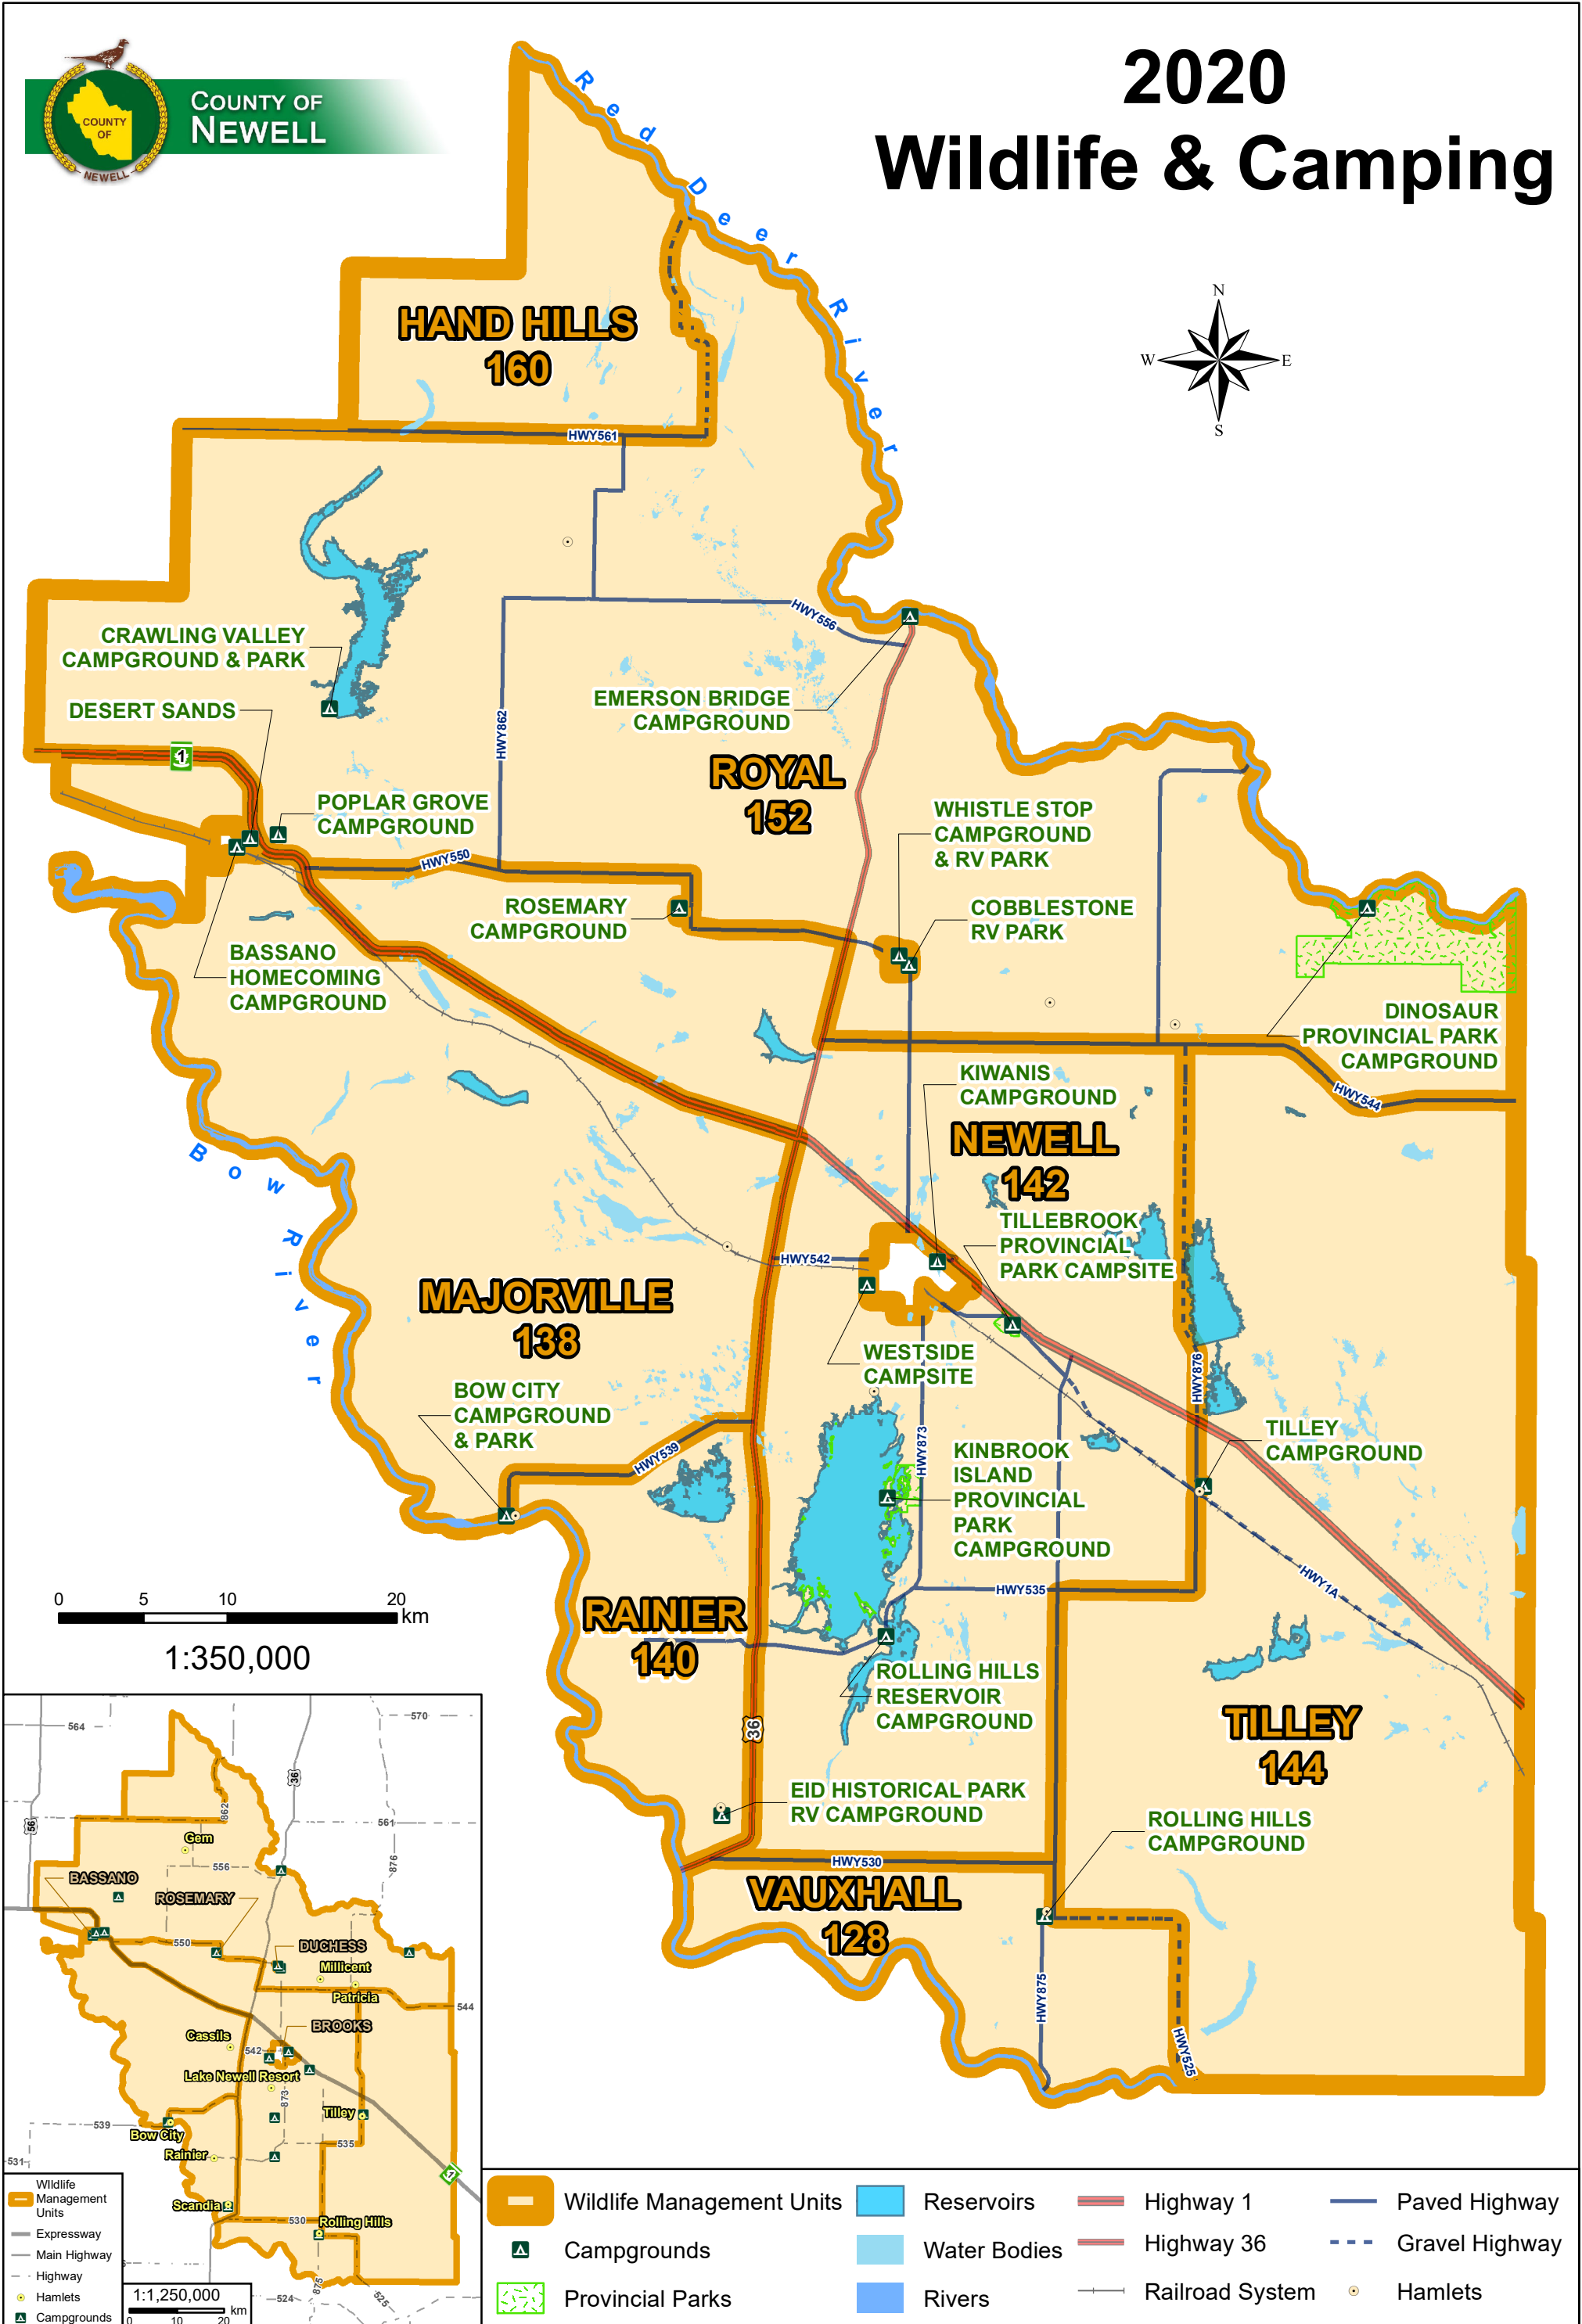 COUNTY OF
NEWELL
COUNTY
OF
NEWELL
2020
Wildlife & Camping
Red Deer River
N
W
E
S
HAND HILLS
160
HWY561
CRAWLING VALLEY
CAMPGROUND & PARK
HWY556
DESERT SANDS
EMERSON BRIDGE
CAMPGROUND
HWY862
1
ROYAL
152
POPLAR GROVE
CAMPGROUND
WHISTLE STOP
CAMPGROUND
& RV PARK
HWY550
ROSEMARY
CAMPGROUND
COBBLESTONE
RV PARK
BASSANO
HOMECOMING
CAMPGROUND
DINOSAUR
PROVINCIAL PARK
CAMPGROUND
KIWANIS
CAMPGROUND
HWY544
NEWELL
142
Bow River
TILLEBROOK
PROVINCIAL
PARK CAMPSITE
HWY542
MAJORVILLE
138
WESTSIDE
CAMPSITE
HWY876
BOW CITY
CAMPGROUND
& PARK
TILLEY
CAMPGROUND
HWY539
HWY873
KINBROOK
ISLAND
PROVINCIAL
PARK
CAMPGROUND
HWY535
HWY1A
RAINIER
140
ROLLING HILLS
RESERVOIR
CAMPGROUND
36
TILLEY
144
EID HISTORICAL PARK
RV CAMPGROUND
ROLLING HILLS
CAMPGROUND
HWY530
VAUXHALL
128
HWY875
HWY525
0 5 10 20
km
1:350,000
564
570
36
56
862
561
Gem
876
556
BASSANO
ROSEMARY
550
DUCHESS
Millicent
Patricia
544
BROOKS
Cassils
542
Lake Newell Resort
873
Tilley
539
Bow City
535
Rainier
531
1
Scandia
530
Rolling Hills
875
524
525
Wildlife
Management
Units
Expressway
Main Highway
Highway
Hamlets
Campgrounds
1:1,250,000
km
0 10 20
Wildlife Management Units
Campgrounds
Provincial Parks
Reservoirs
Water Bodies
Rivers
Highway 1
Highway 36
Railroad System
Paved Highway
Gravel Highway
Hamlets